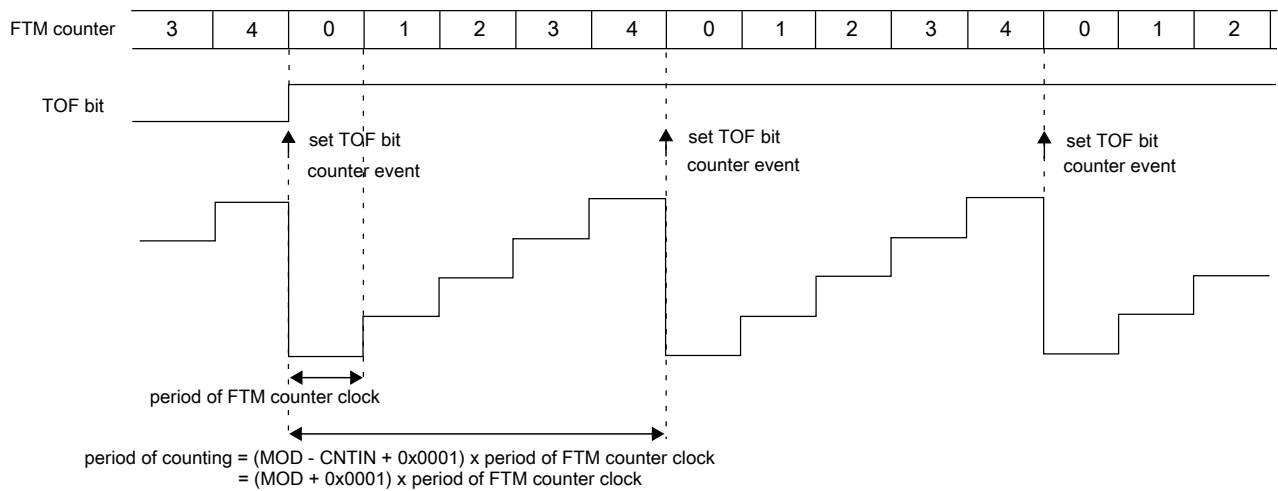 FTM counter 3 4 0 1 2 3 4 0 1 2 3 4 0 1 2
TOF bit
set TOF bit
counter event
set TOF bit
counter event
set TOF bit
counter event
period of FTM counter clock
period of counting = (MOD - CNTIN + 0x0001) x period of FTM counter clock
= (MOD + 0x0001) x period of FTM counter clock